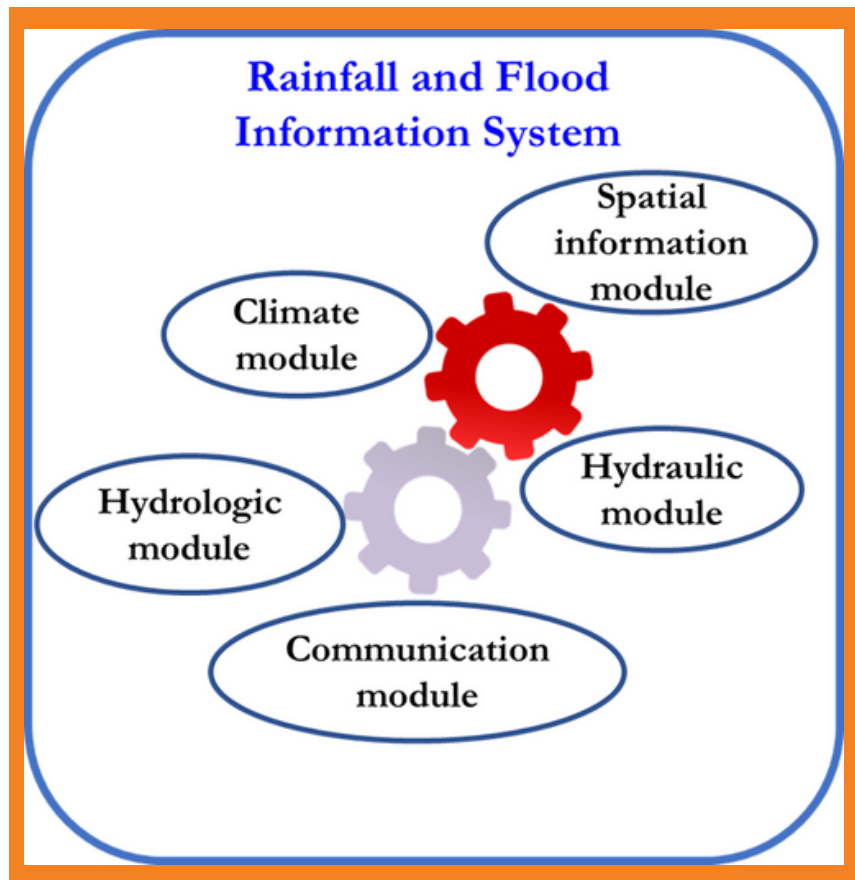 Rainfall and Flood
Information System
Spatial
information
module
Climate
module
Hydraulic
module
Hydrologic
module
Communication
module